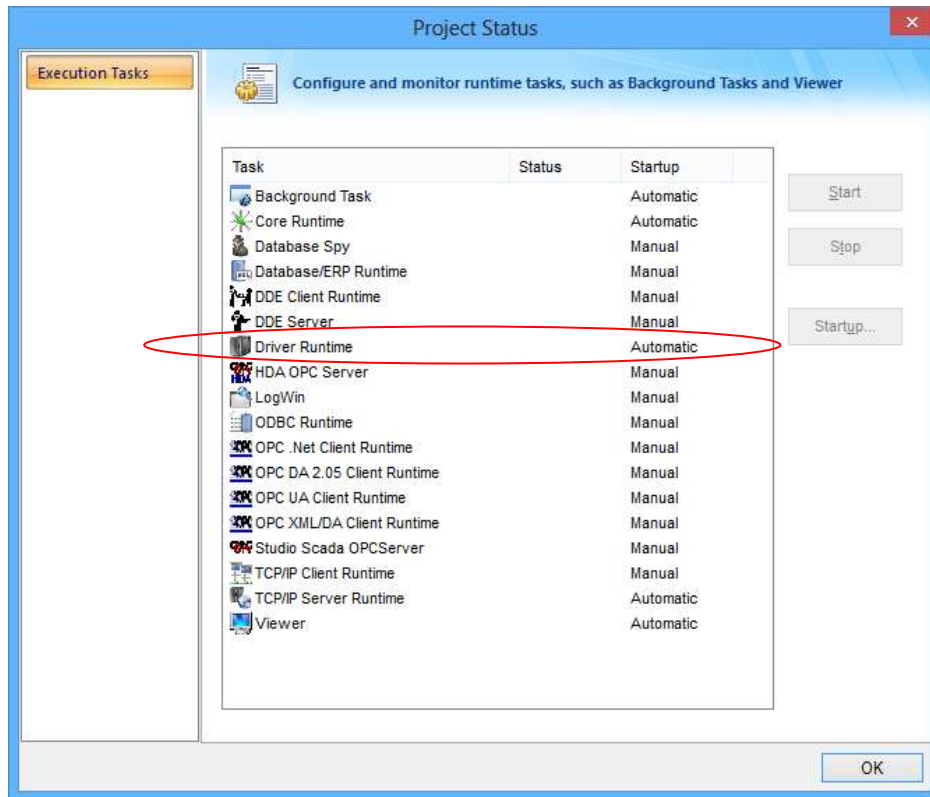 Project Status
Execution Tasks
Configure and monitor runtime tasks, such as Background Tasks and Viewer
Task Status Startup
Background Task Automatic
Core Runtime Automatic
Database Spy Manual
Database/ERP Runtime Manual
DDE Client Runtime Manual
DDE Server Manual
Driver Runtime Automatic
HDA OPC Server Manual
LogWin Manual
ODBC Runtime Manual
OPC .Net Client Runtime Manual
OPC DA 2.05 Client Runtime Manual
OPC UA Client Runtime Manual
OPC XML/DA Client Runtime Manual
Studio Scada OPCServer Manual
TCP/IP Client Runtime Manual
TCP/IP Server Runtime Automatic
Viewer Automatic
Start
Stop
Startup...
OK